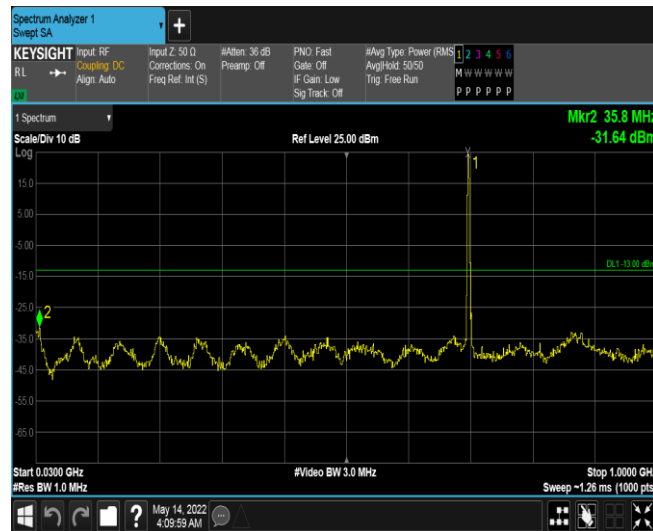 Spectrum Analyzer 1
Swept SA
+
KEYSIGHT
RL
Input: RF
Coupling: DC
Align: Auto
Input Z: 50 Ω
Corrections: On
Freq Ref: Int (S)
#Atten: 36 dB
Preamp: Off
PNO: Fast
Gate: Off
IF Gain: Low
Sig Track: Off
#Avg Type: Power (RMS
Avg|Hold: 50/50
Trig: Free Run
1 2 3 4 5 6
M W W W W W
P P P P P P
1 Spectrum
Scale/Div 10 dB
Ref Level 25.00 dBm
Mkr2 35.8 MHz
-31.64 dBm
Log
15.0
5.00
-5.00
-15.0
-25.0
-35.0
-45.0
-55.0
-65.0
1
2
DL1 -13.00 dBm
Start 0.0300 GHz
#Res BW 1.0 MHz
#Video BW 3.0 MHz
Stop 1.0000 GHz
Sweep ~1.26 ms (1000 pts)
?
May 14, 2022
4:09:59 AM